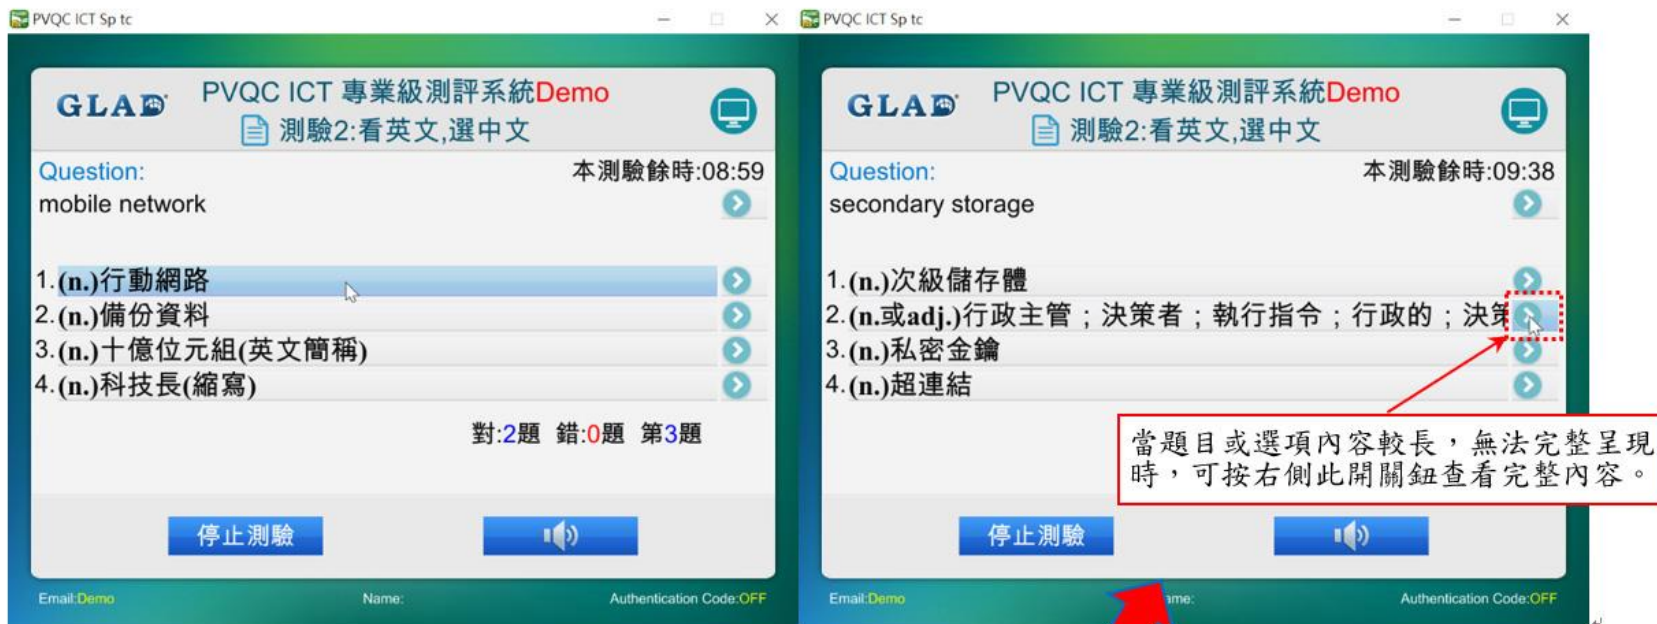 PVQC ICT Sp tc
GLAD
PVQC ICT 專業級測評系統Demo
測驗2:看英文,選中文
Question:
本測驗餘時:08:59
mobile network
1.(n.)行動網路
2.(n.)備份資料
3.(n.)十億位元組(英文簡稱)
4.(n.)科技長(縮寫)
對:2題 錯:0題 第3題
停止測驗
Email:Demo
Name:
Authentication Code:OFF
PVQC ICT Sp tc
GLAD
PVQC ICT 專業級測評系統Demo
測驗2:看英文,選中文
Question:
本測驗餘時:09:38
secondary storage
1.(n.)次級儲存體
2.(n.或adj.)行政主管；決策者；執行指令；行政的；決策
3.(n.)私密金鑰
4.(n.)超連結
當題目或選項內容較長，無法完整呈現
時，可按右側此開關鈕查看完整內容。
停止測驗
Email:Demo
ame:
Authentication Code:OFF